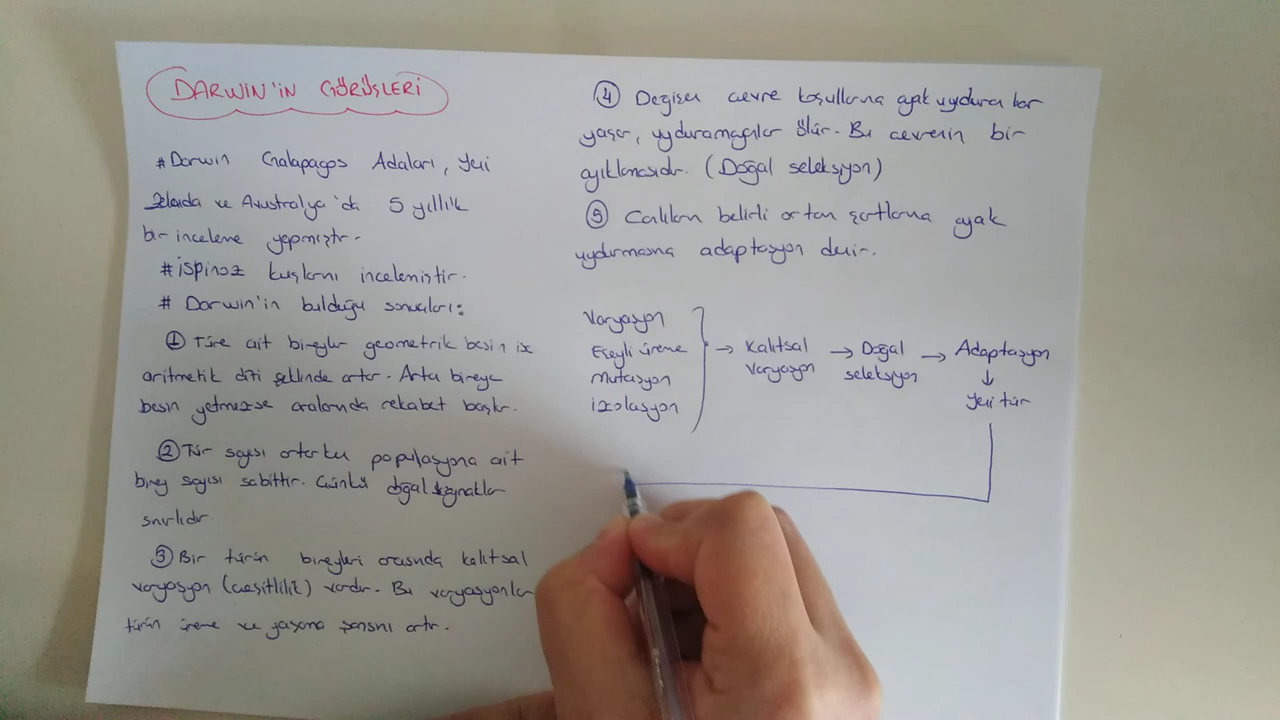 DARWIN'İN GÖRÜŞLERİ
# Darwin Galapagos Adaları, Yeni
Zelanda ve Avustralya'da 5 yıllık
bir inceleme yapmıştır.
# İspinoz kuşlarını incelemiştir.
# Darwin'in bulduğu sonuçları:
① Türe ait bireyler geometrik besin ise
aritmetik dizi şeklinde artar. Artan bireye
besin yetmezse aralarında rekabet başlar.
② Tür sayısı artarken populasyona ait
birey sayısı sabittir. Çünkü doğal kaynaklar
sınırlıdır.
③ Bir türün bireyleri arasında kalıtsal
varyasyon (çeşitlilik) vardır. Bu varyasyonlar
türün üreme ve yaşama şansını artır.
④ Değişen çevre koşullarına ayak uyduranlar
yaşar, uyduramayanlar ölür. Bu çevrenin bir
ayıklamasıdır. (Doğal seleksiyon)
⑤ Canlıların belirli ortam şartlarına ayak
uydurmasına adaptasyon denir.
Varyasyon
Eşeyli üreme
Mutasyon
İzolasyon
→ Kalıtsal varyasyon → Doğal seleksiyon → Adaptasyon
↓
Yeni tür